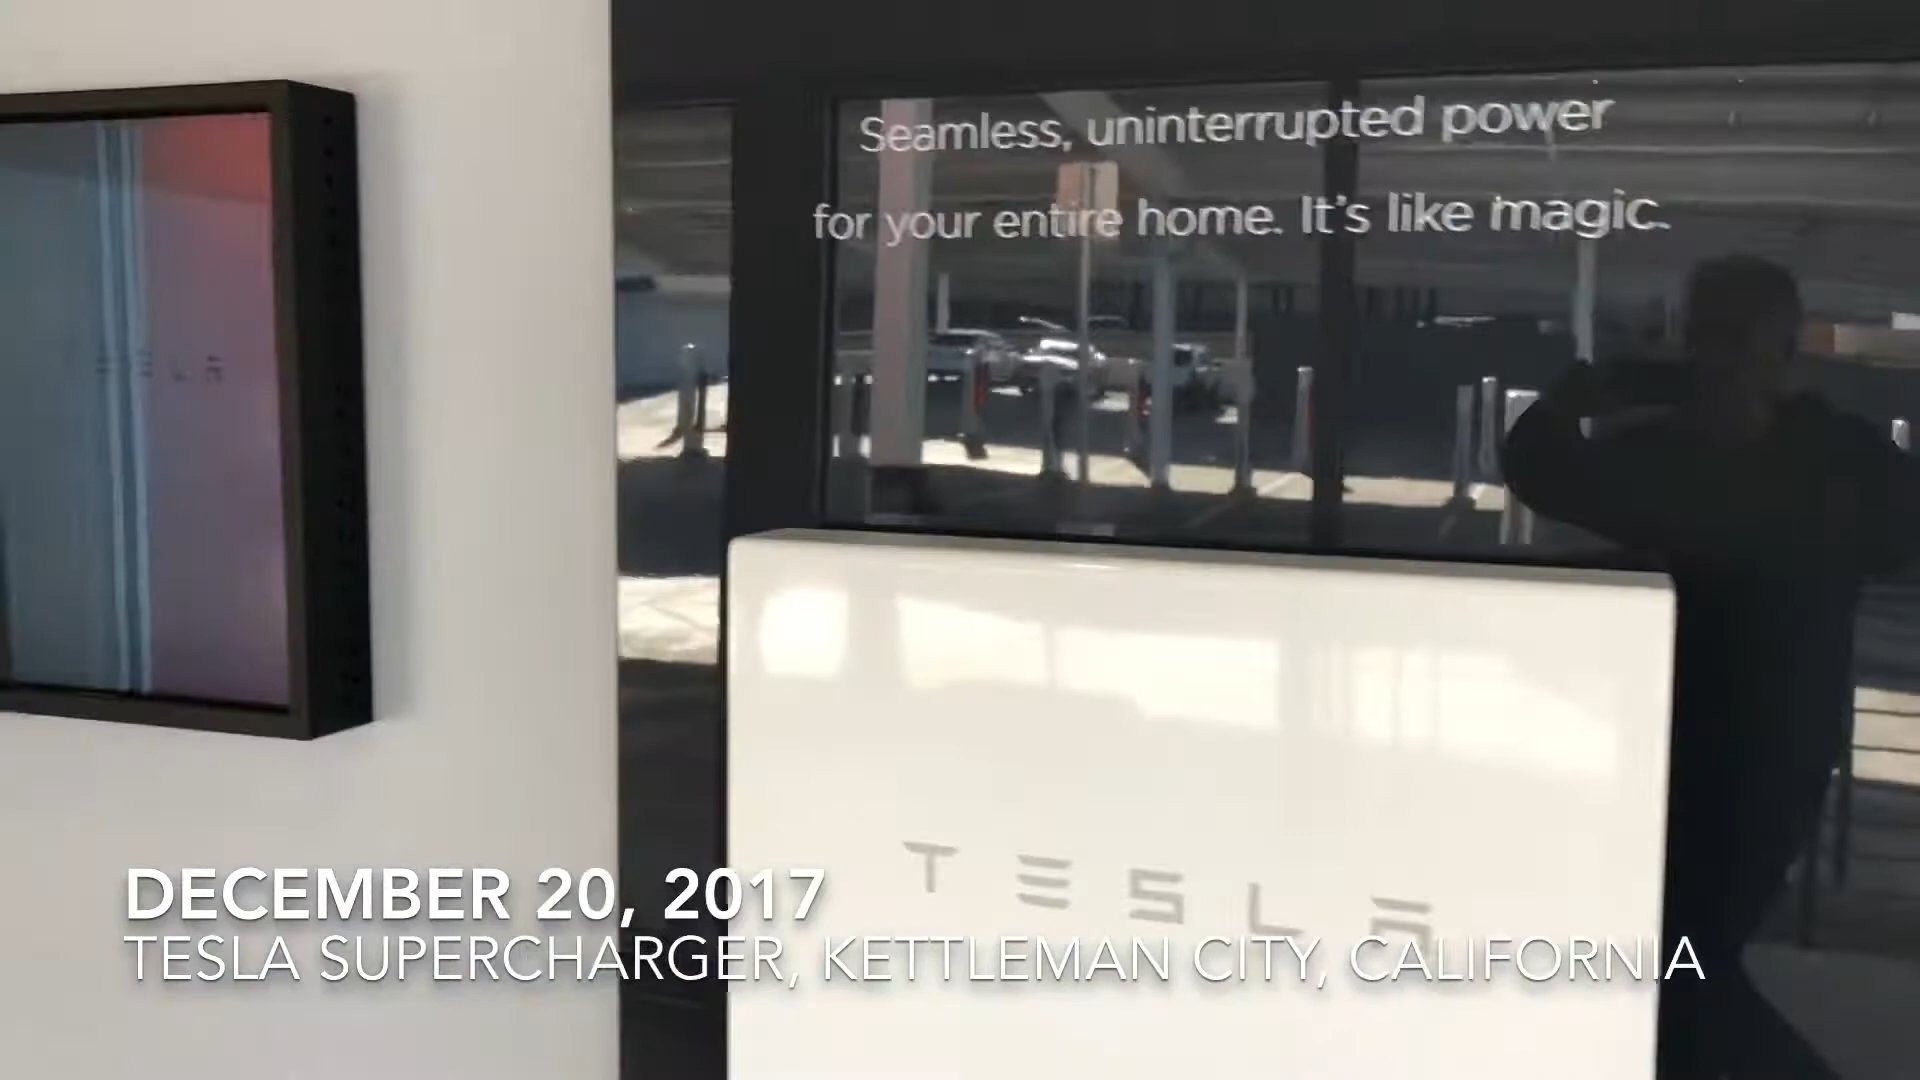 Seamless, uninterrupted power
for your entire home. It's like magic.
TESLA
TESLA
DECEMBER 20, 2017
TESLA SUPERCHARGER, KETTLEMAN CITY, CALIFORNIA